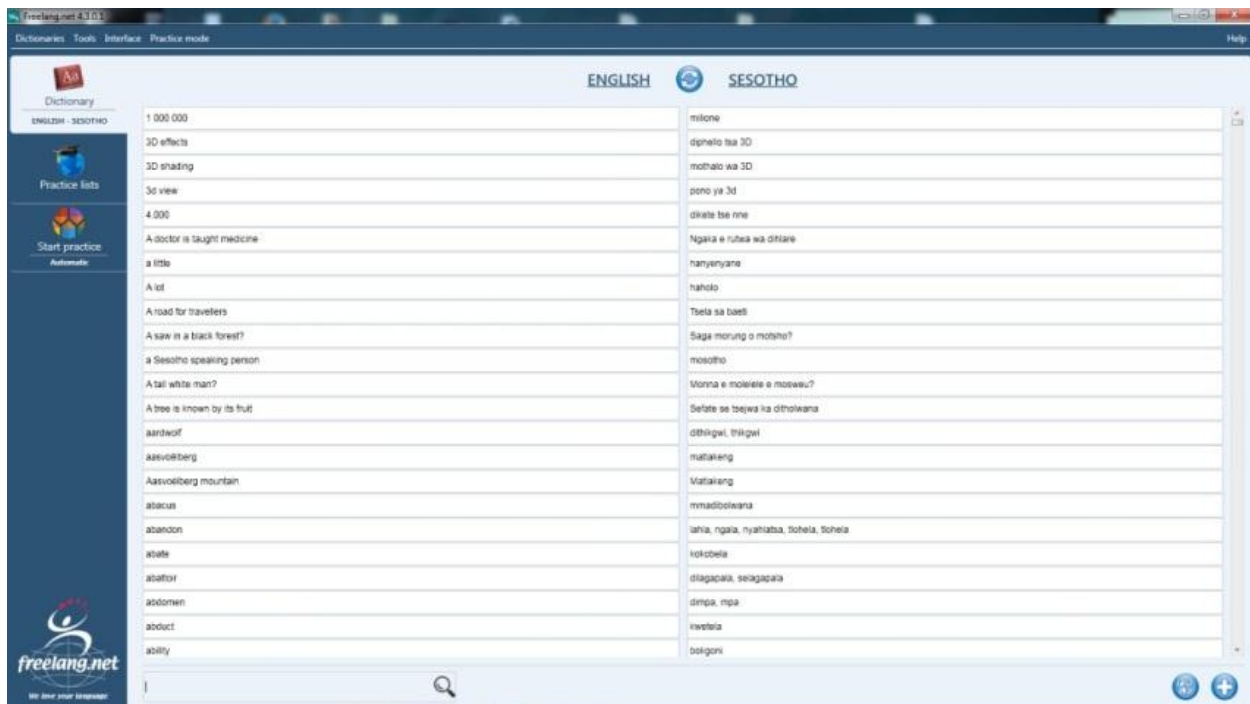 Freelang.net 4.3.0.1
Dictionaries Tools Interface Practice mode Help
Aa
Dictionary
ENGLISH - SESOTHO
Practice lists
Start practice
Automatic
ENGLISH SESOTHO
1 000 000 milione
3D effects diphello tsa 3D
3D shading mothalo wa 3D
3d view pono ya 3d
4.000 dikete tse nne
A doctor is taught medicine Ngaka e rutwa wa dihlare
a little hanyenyane
A lot haholo
A road for travellers Tsela sa baeti
A saw in a black forest? Saga morung o motsho?
a Sesotho speaking person mosotho
A tall white man? Monna e molelele e mosweu?
A tree is known by its fruit Sefate se tsejwa ka ditholwana
aardwolf dithikgwi, thikgwi
aasvoëlberg matlakeng
Aasvoëlberg mountain Matlakeng
abacus mmadibolwana
abandon lahla, ngala, nyahlatsa, tlohela, tlohela
abate kokobela
abattoir dilagapala, selagapala
abdomen dimpa, mpa
abduct kwetela
ability bokgoni
freelang.net
We love your language